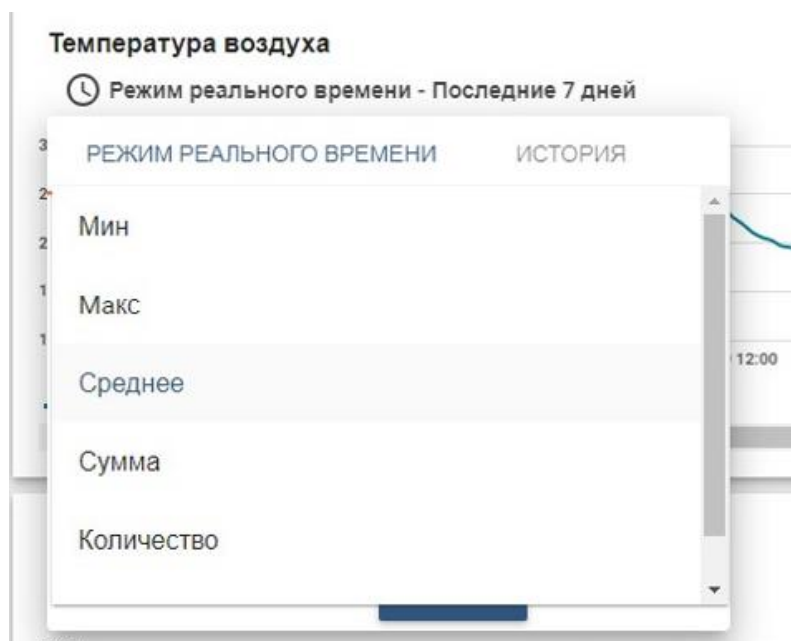 Температура воздуха
Режим реального времени - Последние 7 дней
РЕЖИМ РЕАЛЬНОГО ВРЕМЕНИ ИСТОРИЯ
Мин
Макс
Среднее
12:00
Сумма
Количество